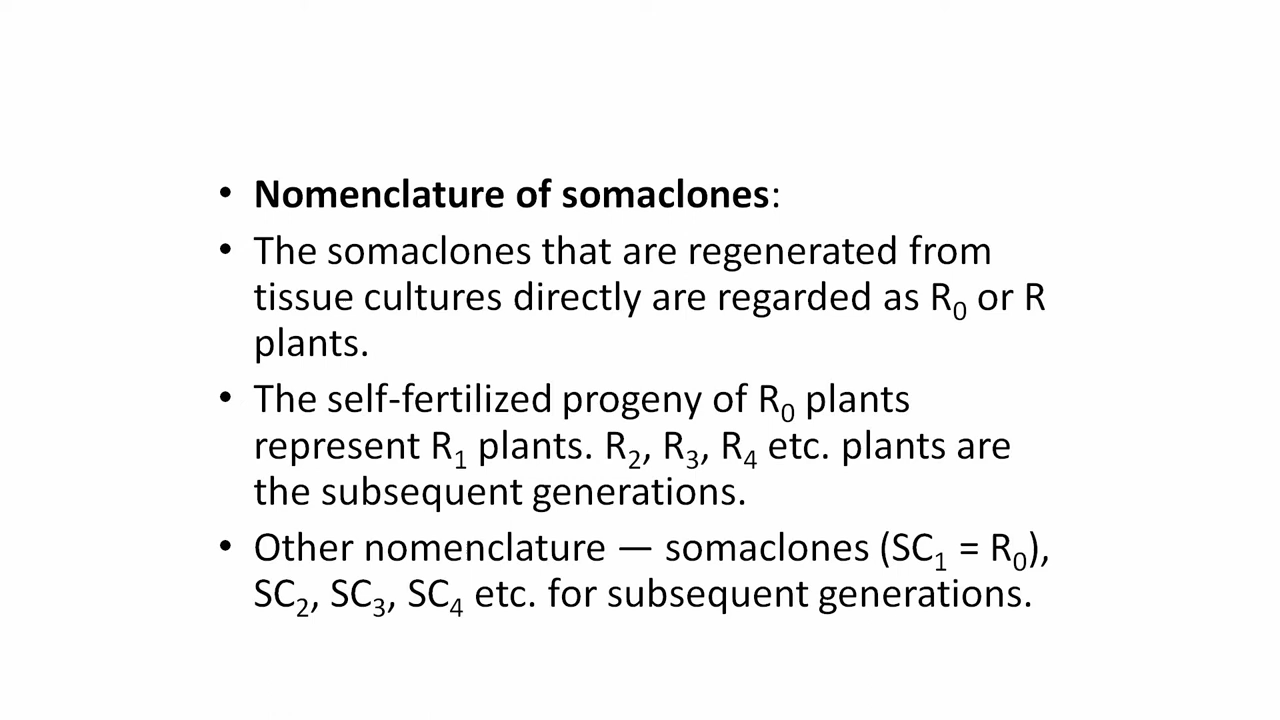 • Nomenclature of somaclones:
• The somaclones that are regenerated from
tissue cultures directly are regarded as R₀ or R
plants.
• The self-fertilized progeny of R₀ plants
represent R₁ plants. R₂, R₃, R₄ etc. plants are
the subsequent generations.
• Other nomenclature — somaclones (SC₁ = R₀),
SC₂, SC₃, SC₄ etc. for subsequent generations.